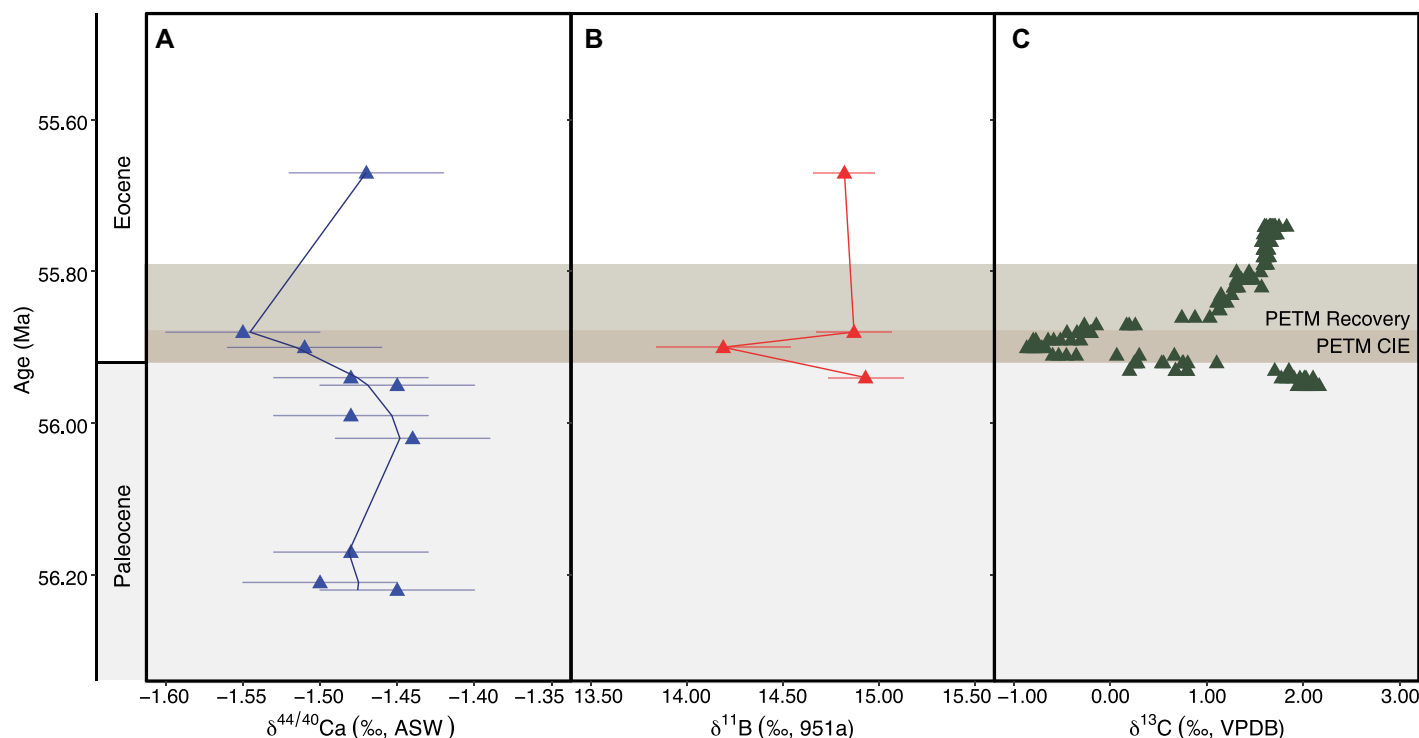 A
B
C
Age (Ma)
Eocene
Paleocene
55.60
55.80
56.00
56.20
PETM Recovery
PETM CIE
−1.60 −1.55 −1.50 −1.45 −1.40 −1.35
13.50 14.00 14.50 15.00 15.50
−1.00 0.00 1.00 2.00 3.00
δ44/40Ca (‰, ASW)
δ11B (‰, 951a)
δ13C (‰, VPDB)